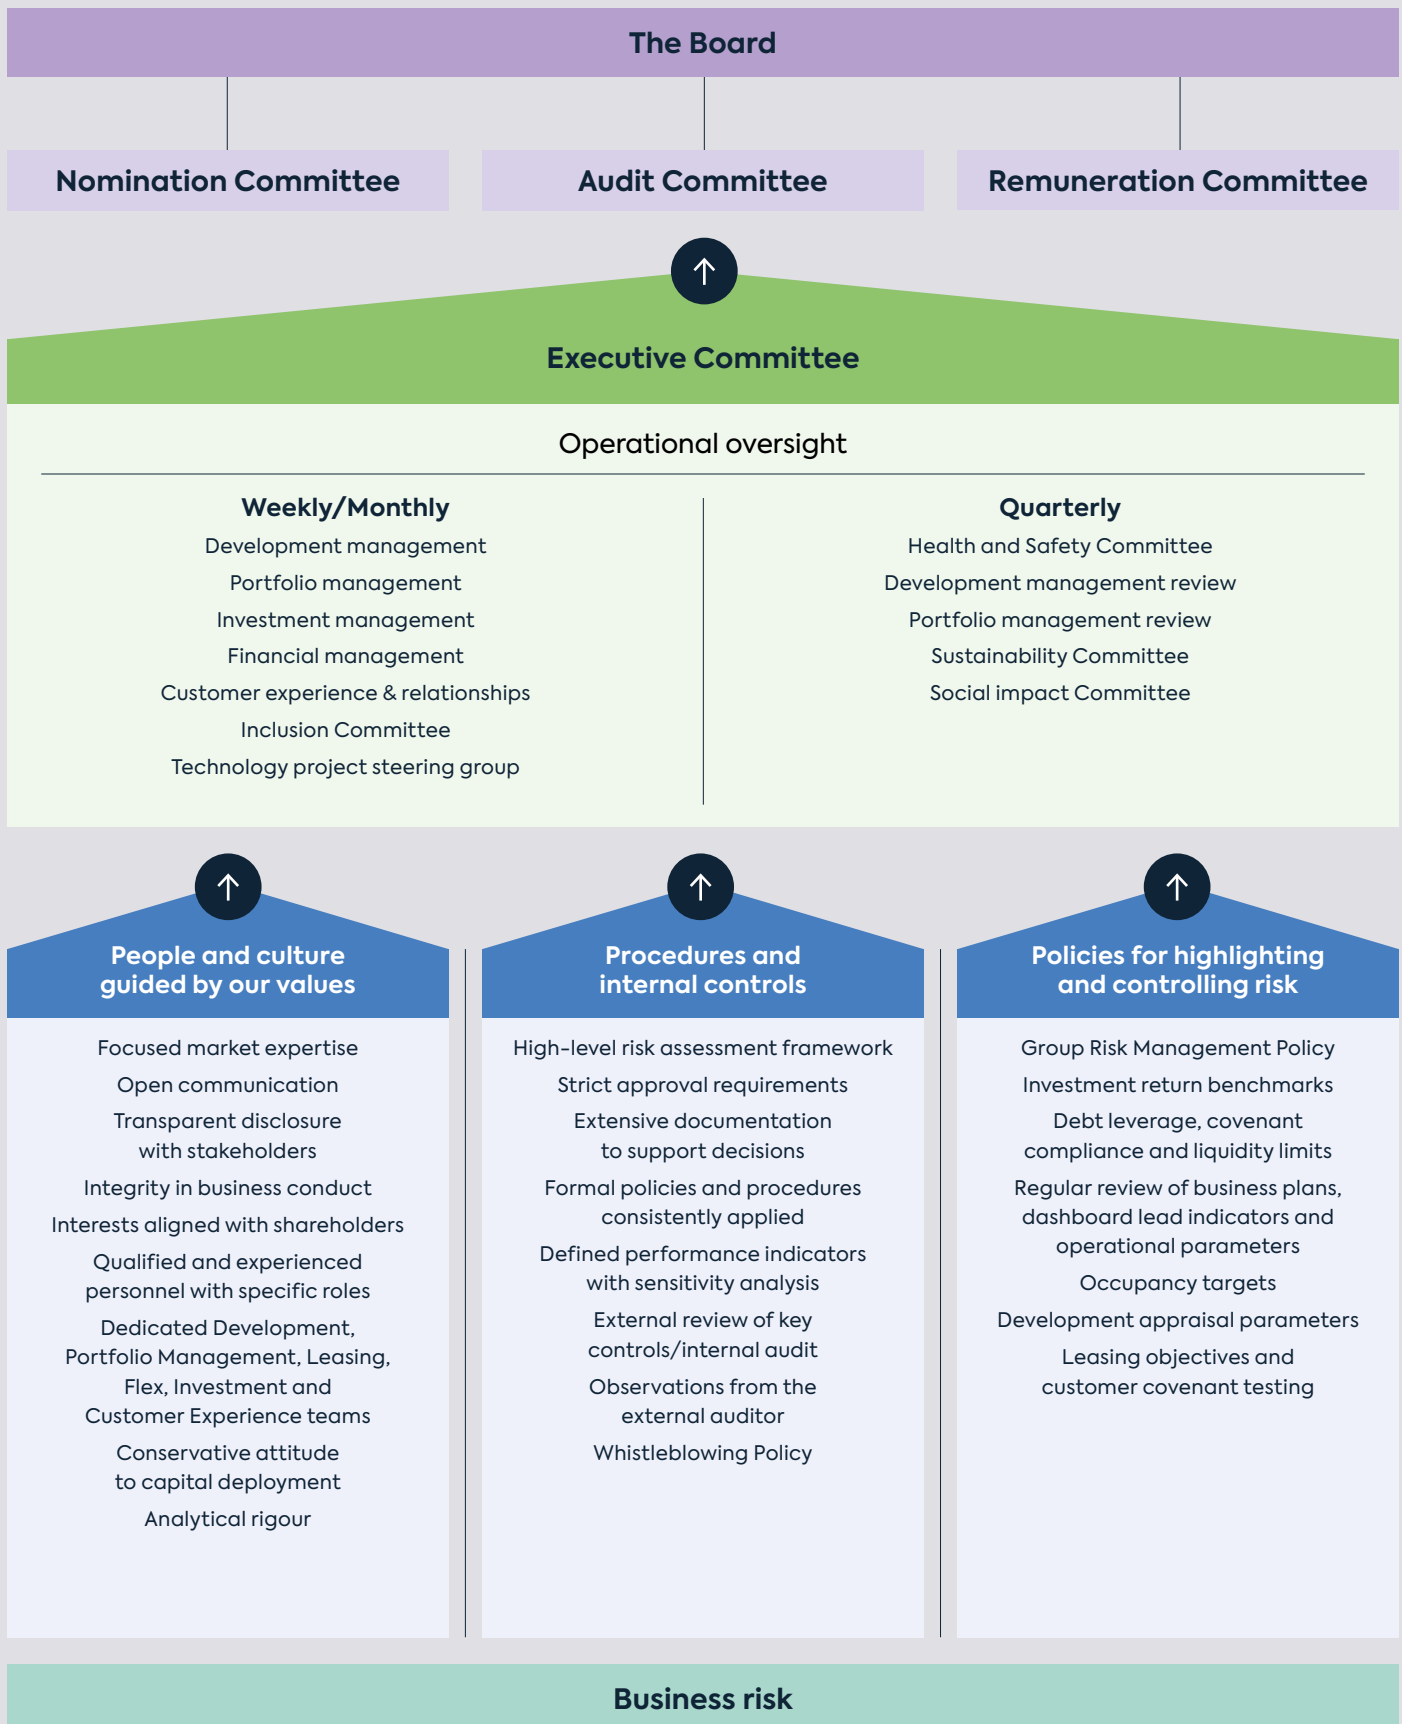 The Board
Nomination Committee
Audit Committee
Remuneration Committee
Executive Committee
Operational oversight
Weekly/Monthly
Development management
Portfolio management
Investment management
Financial management
Customer experience & relationships
Inclusion Committee
Technology project steering group
Quarterly
Health and Safety Committee
Development management review
Portfolio management review
Sustainability Committee
Social impact Committee
People and culture
guided by our values
Focused market expertise
Open communication
Transparent disclosure
with stakeholders
Integrity in business conduct
Interests aligned with shareholders
Qualified and experienced
personnel with specific roles
Dedicated Development,
Portfolio Management, Leasing,
Flex, Investment and
Customer Experience teams
Conservative attitude
to capital deployment
Analytical rigour
Procedures and
internal controls
High-level risk assessment framework
Strict approval requirements
Extensive documentation
to support decisions
Formal policies and procedures
consistently applied
Defined performance indicators
with sensitivity analysis
External review of key
controls/internal audit
Observations from the
external auditor
Whistleblowing Policy
Policies for highlighting
and controlling risk
Group Risk Management Policy
Investment return benchmarks
Debt leverage, covenant
compliance and liquidity limits
Regular review of business plans,
dashboard lead indicators and
operational parameters
Occupancy targets
Development appraisal parameters
Leasing objectives and
customer covenant testing
Business risk